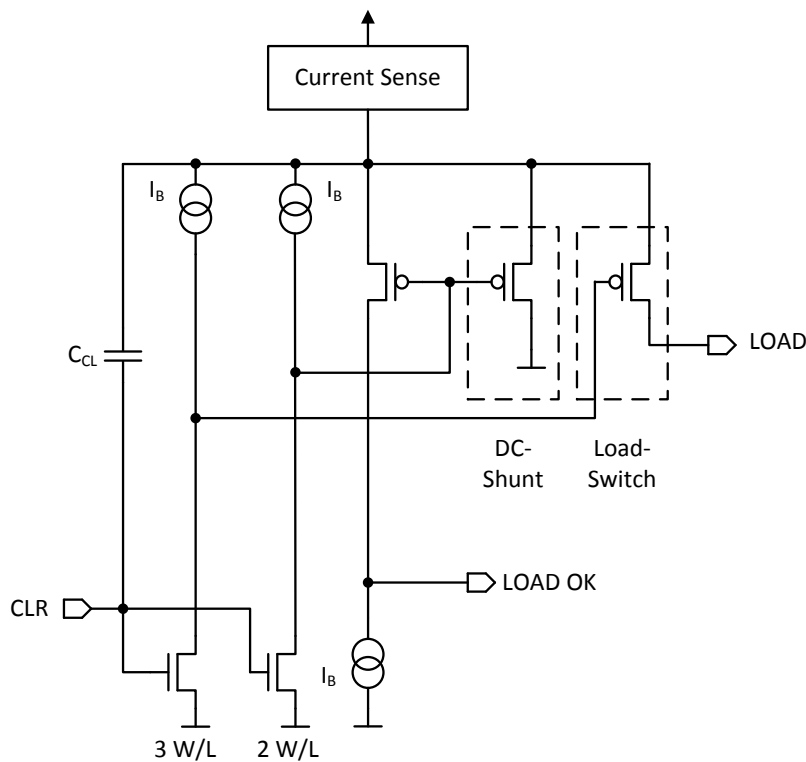 Current Sense
I_B
I_B
C_CL
LOAD
DC-
Shunt
Load-
Switch
LOAD OK
CLR
I_B
3 W/L
2 W/L